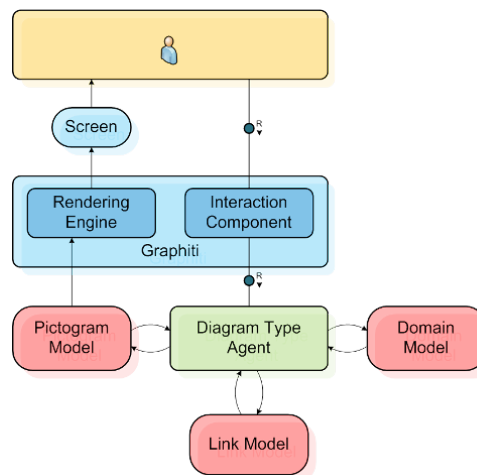 R
Screen
Rendering
Engine
Interaction
Component
Graphiti
R
Pictogram
Model
Diagram Type
Agent
Domain
Model
Link Model